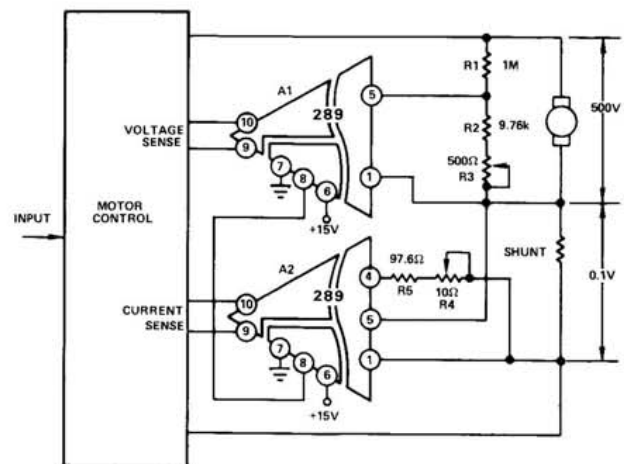 R1
1M
A1
5
500V
289
R2
9.76k
10
VOLTAGE
SENSE
9
7
8
6
1
500Ω
R3
+15V
MOTOR
CONTROL
INPUT
SHUNT
97.6Ω
R5
10Ω
R4
0.1V
A2
4
289
10
CURRENT
SENSE
9
5
7
8
6
1
+15V